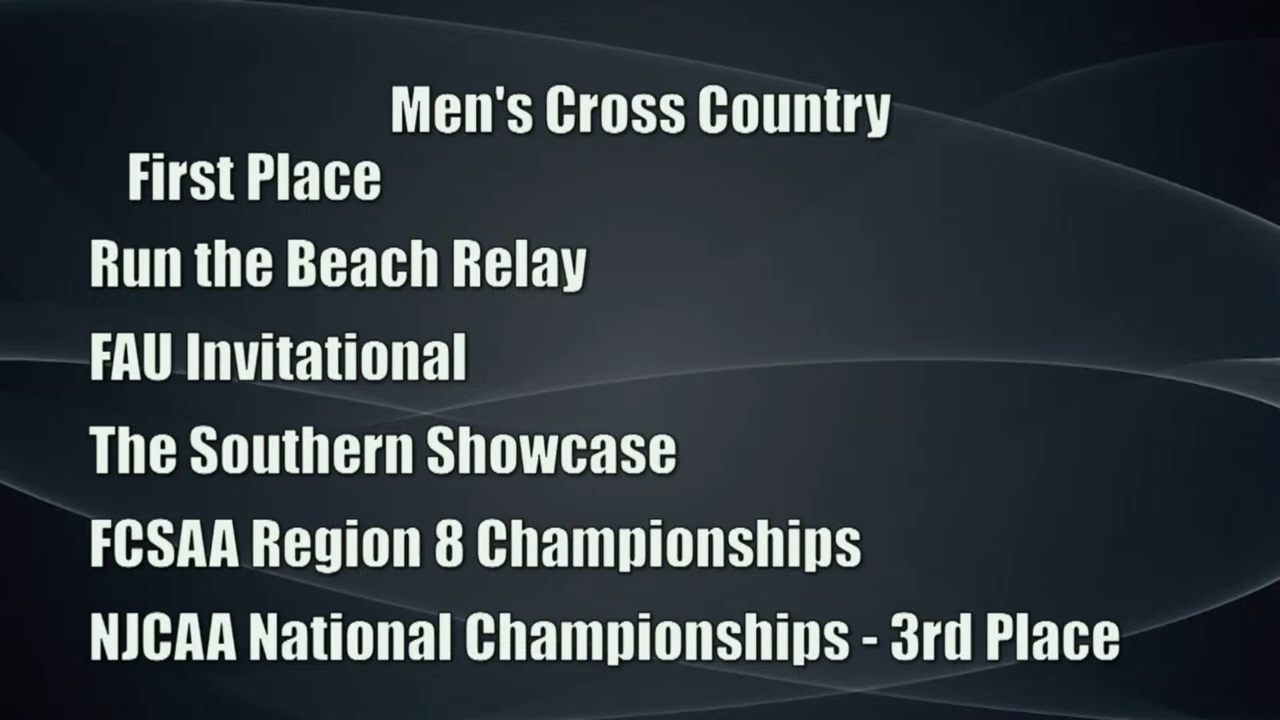 Men's Cross Country
First Place
Run the Beach Relay
FAU Invitational
The Southern Showcase
FCSAA Region 8 Championships
NJCAA National Championships - 3rd Place